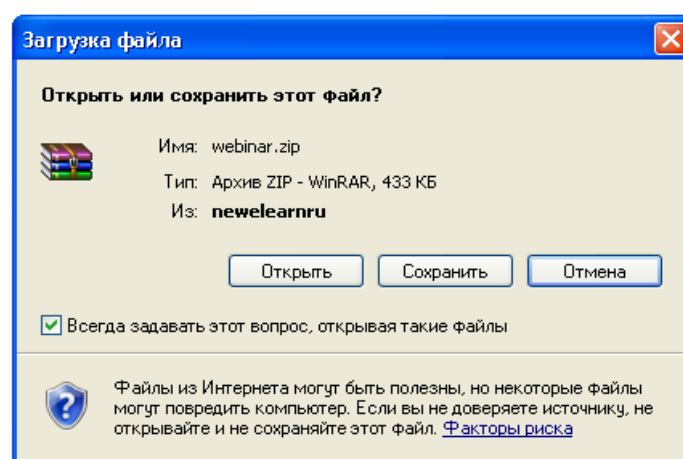 Загрузка файла
Открыть или сохранить этот файл?
Имя: webinar.zip
Тип: Архив ZIP - WinRAR, 433 КБ
Из: newelearnru
Открыть Сохранить Отмена
Всегда задавать этот вопрос, открывая такие файлы
Файлы из Интернета могут быть полезны, но некоторые файлы
могут повредить компьютер. Если вы не доверяете источнику, не
открывайте и не сохраняйте этот файл. Факторы риска